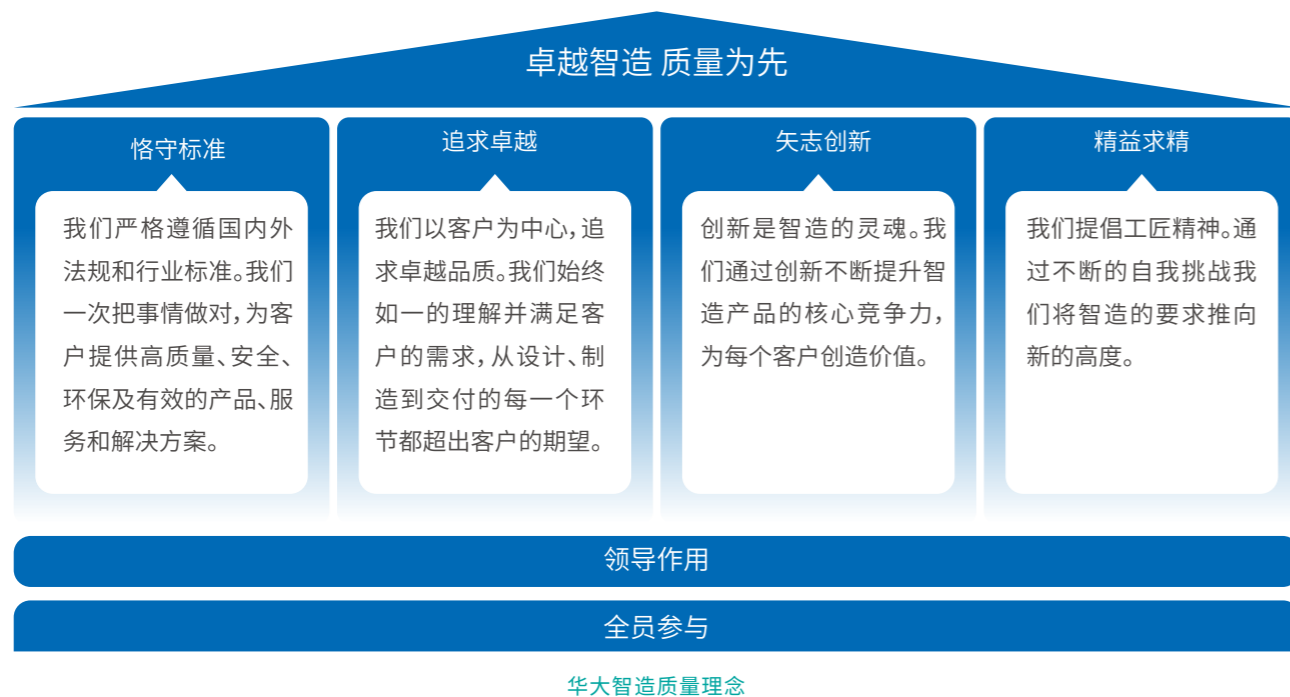 卓越智造 质量为先
恪守标准
我们严格遵循国内外
法规和行业标准。我们
一次把事情做对，为客
户提供高质量、安全、
环保及有效的产品、服
务和解决方案。
追求卓越
我们以客户为中心，追
求卓越品质。我们始终
如一的理解并满足客
户的需求，从设计、制
造到交付的每一个环
节都超出客户的期望。
矢志创新
创新是智造的灵魂。我
们通过创新不断提升智
造产品的核心竞争力，
为每个客户创造价值。
精益求精
我们提倡工匠精神。通
过不断的自我挑战我
们将智造的要求推向
新的高度。
领导作用
全员参与
华大智造质量理念